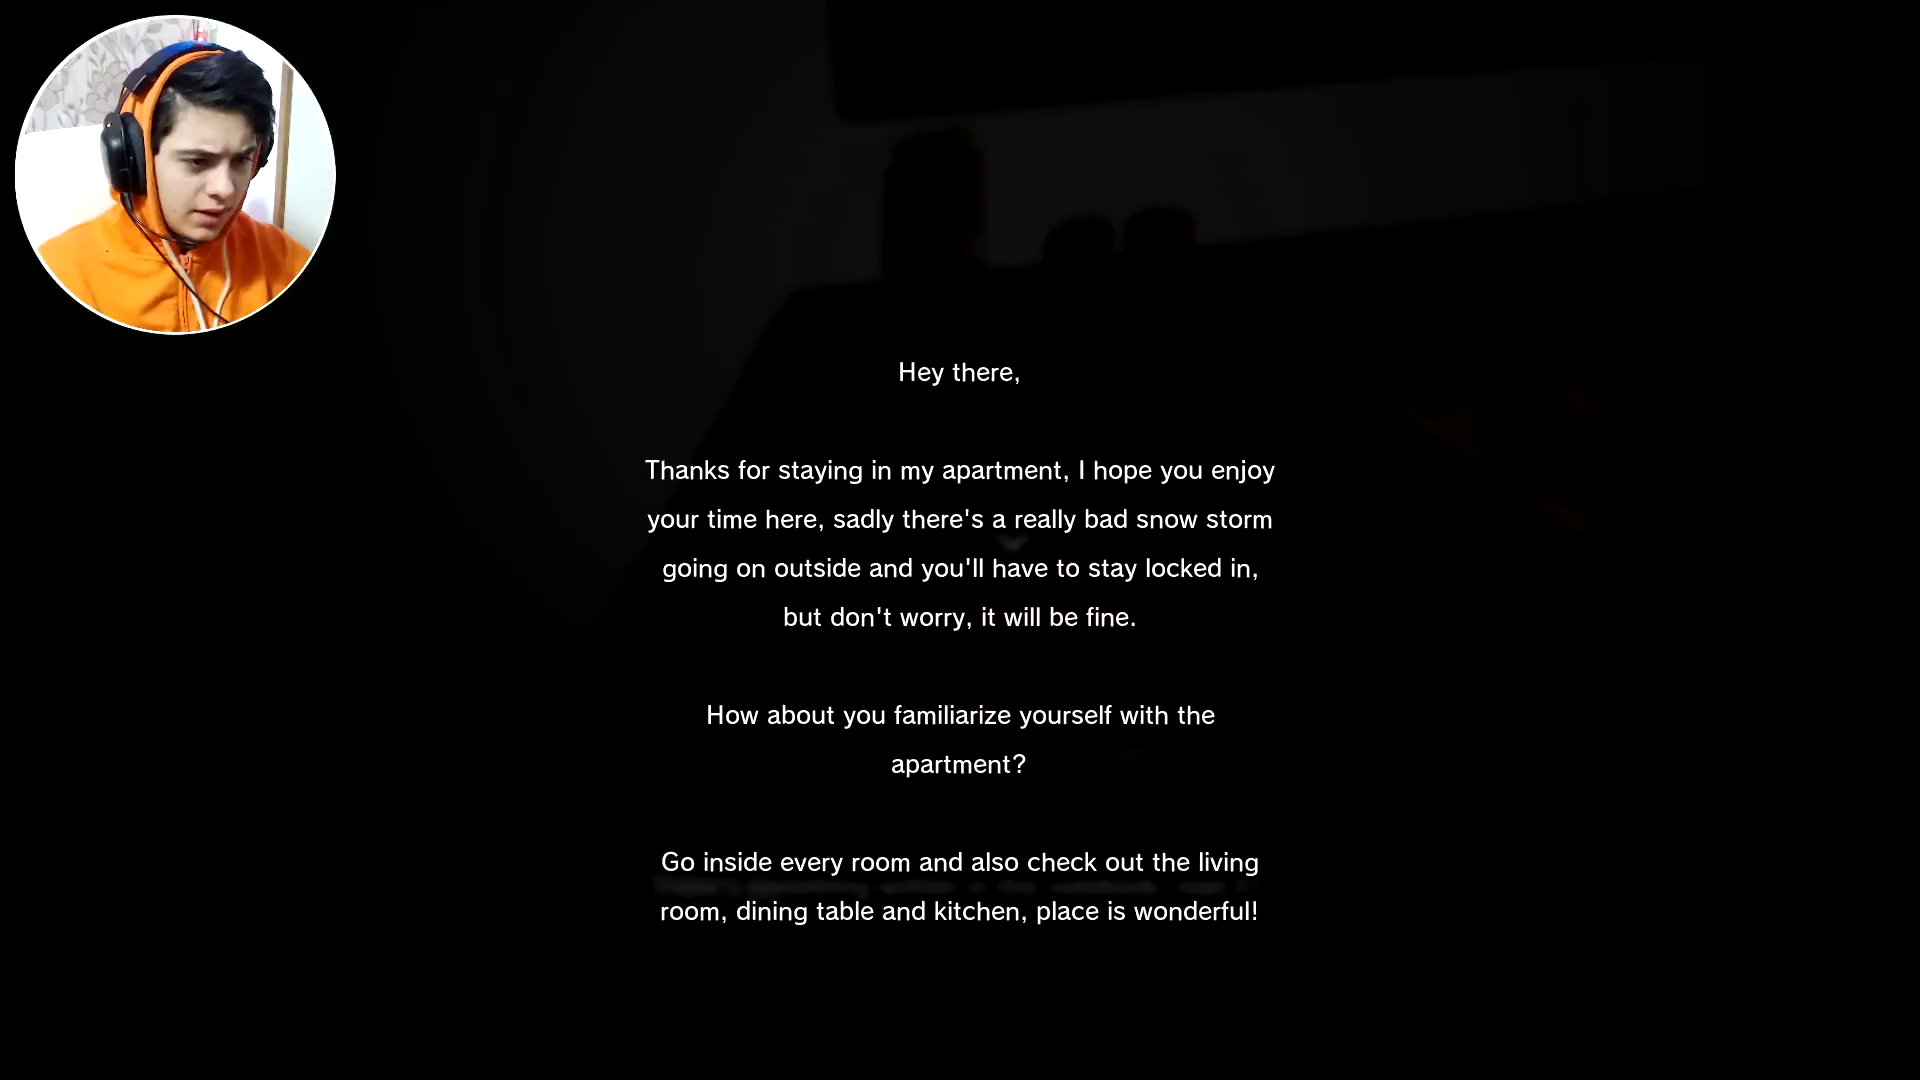 Hey there,
Thanks for staying in my apartment, I hope you enjoy
your time here, sadly there's a really bad snow storm
going on outside and you'll have to stay locked in,
but don't worry, it will be fine.
How about you familiarize yourself with the
apartment?
Go inside every room and also check out the living
room, dining table and kitchen, place is wonderful!